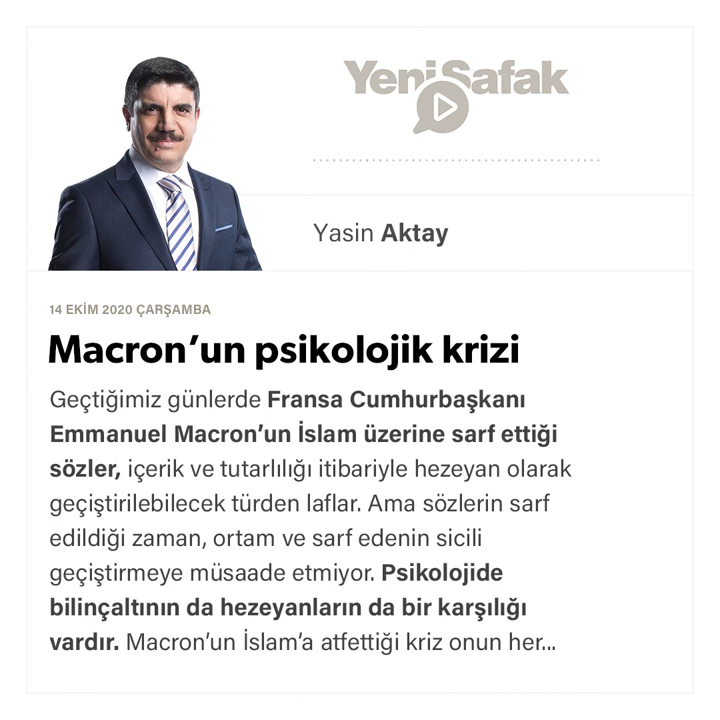 Yeni Şafak
Yasin Aktay
14 EKİM 2020 ÇARŞAMBA
Macron’un psikolojik krizi
Geçtiğimiz günlerde Fransa Cumhurbaşkanı
Emmanuel Macron’un İslam üzerine sarf ettiği
sözler, içerik ve tutarlılığı itibariyle hezeyan olarak
geçiştirilebilecek türden laflar. Ama sözlerin sarf
edildiği zaman, ortam ve sarf edenin sicili
geçiştirmeye müsaade etmiyor. Psikolojide
bilinçaltının da hezeyanların da bir karşılığı
vardır. Macron’un İslam’a atfettiği kriz onun her...